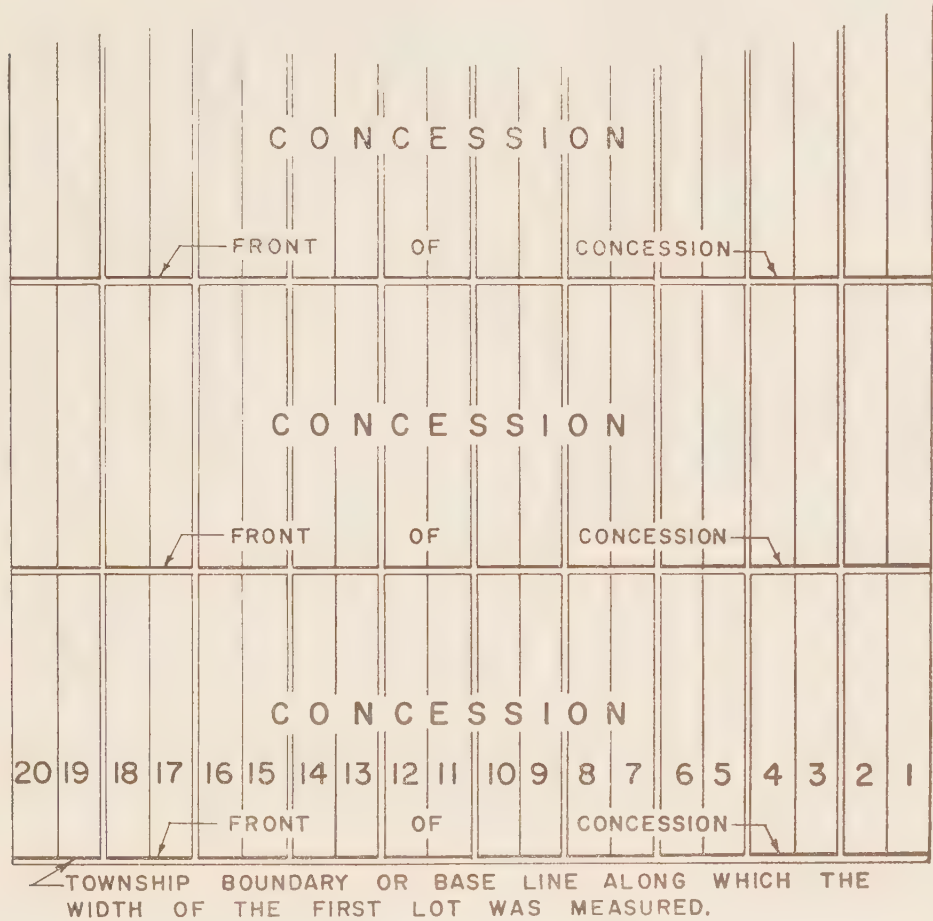 CONCESSION
FRONT OF CONCESSION
CONCESSION
FRONT OF CONCESSION
CONCESSION
20 19 18 17 16 15 14 13 12 11 10 9 8 7 6 5 4 3 2 1
FRONT OF CONCESSION
TOWNSHIP BOUNDARY OR BASE LINE ALONG WHICH THE
WIDTH OF THE FIRST LOT WAS MEASURED.